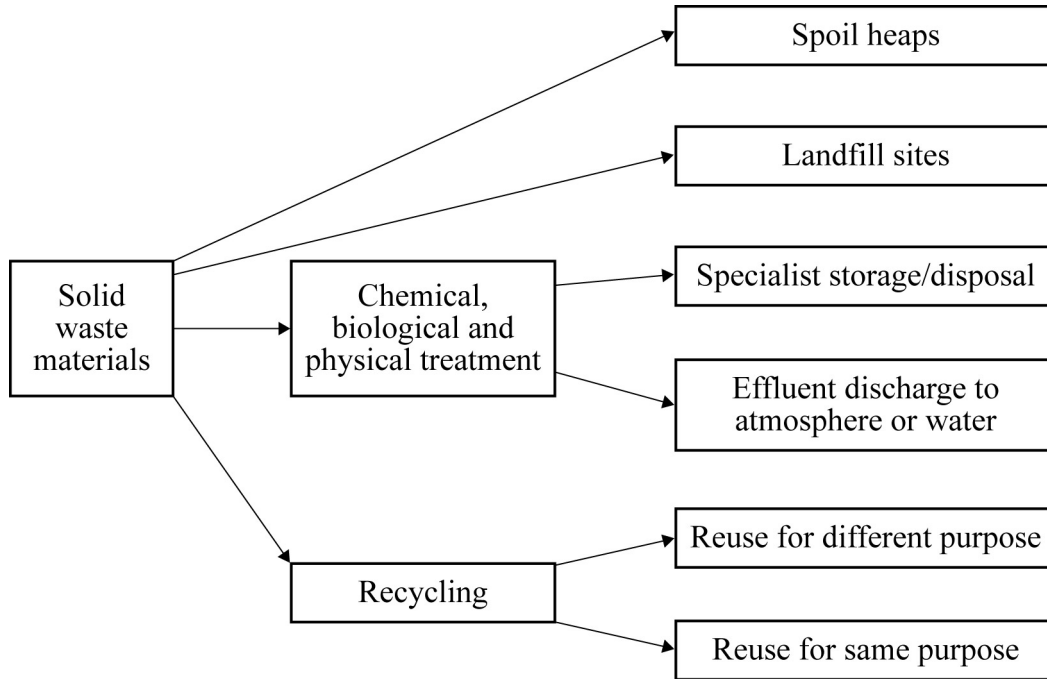 Spoil heaps
Landfill sites
Solid
waste
materials
Chemical,
biological and
physical treatment
Specialist storage/disposal
Effluent discharge to
atmosphere or water
Recycling
Reuse for different purpose
Reuse for same purpose